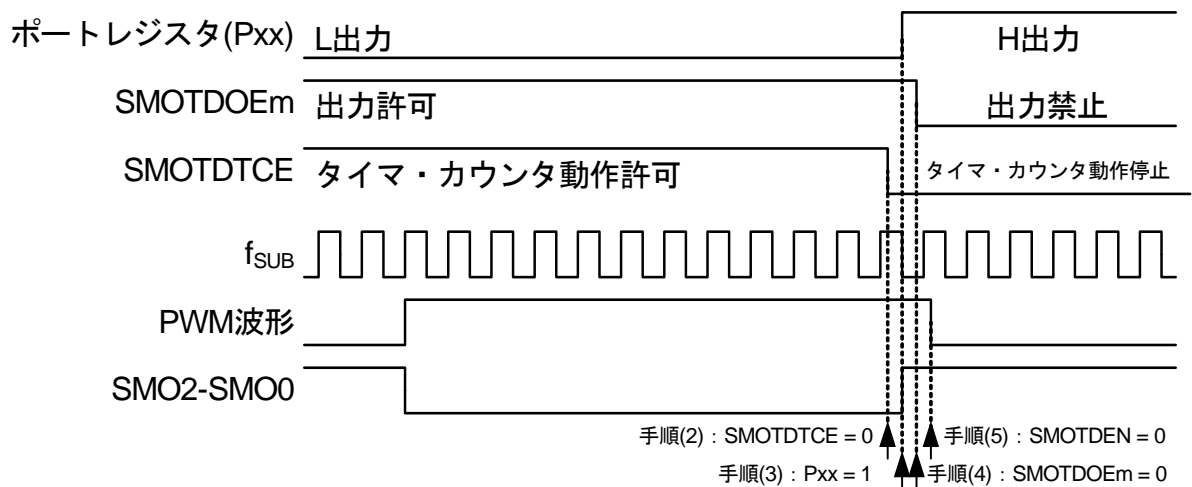 ポートレジスタ(Pxx) L出力 H出力
SMOTDOEm 出力許可 出力禁止
SMOTDTCE タイマ・カウンタ動作許可 タイマ・カウンタ動作停止
fSUB
PWM波形
SMO2-SMO0
手順(2)：SMOTDTCE = 0 手順(5)：SMOTDEN = 0
手順(3)：Pxx = 1 手順(4)：SMOTDOEm = 0